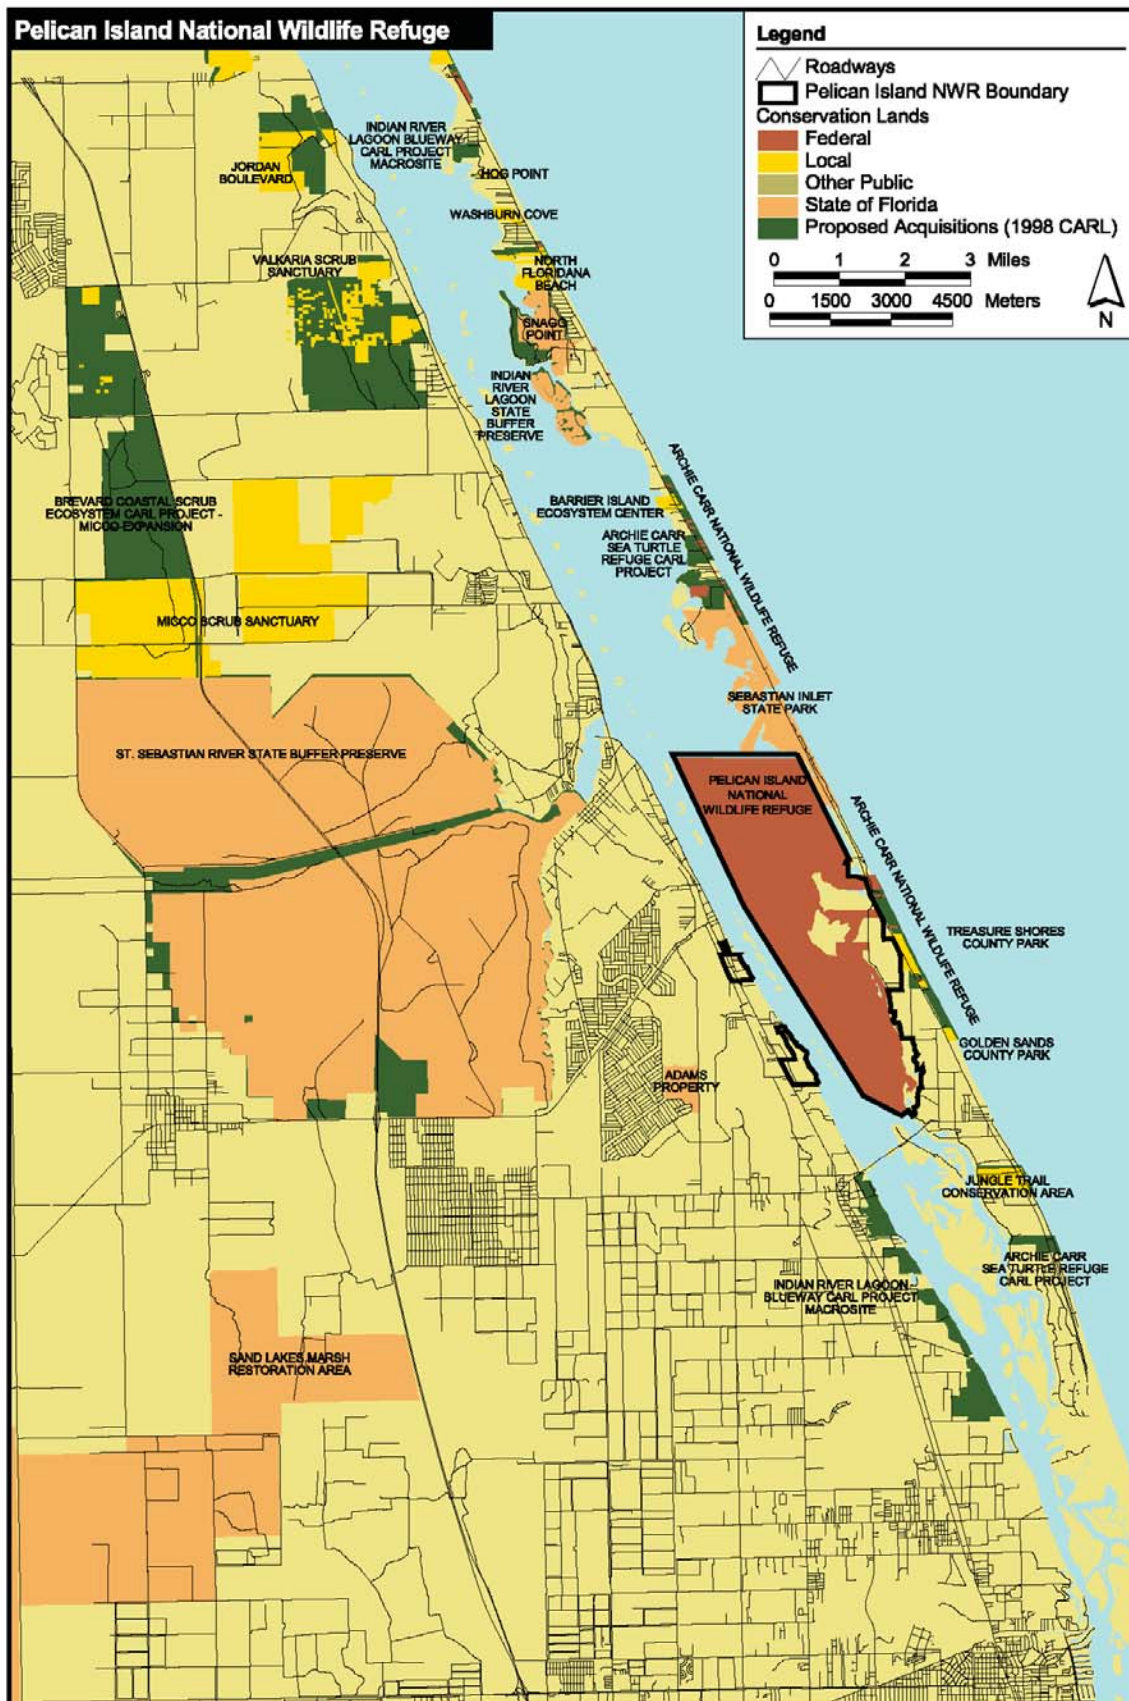 Pelican Island National Wildlife Refuge
Legend
Roadways
Pelican Island NWR Boundary
Conservation Lands
Federal
Local
Other Public
State of Florida
Proposed Acquisitions (1998 CARL)
0 1 2 3 Miles
0 1500 3000 4500 Meters
N
INDIAN RIVER
LAGOON BLUEWAY
CARL PROJECT
MACROSITE
JORDAN
BOULEVARD
HOG POINT
WASHBURN COVE
VALKARIA SCRUB
SANCTUARY
NORTH
FLORIDANA
BEACH
SNAGG
POINT
INDIAN
RIVER
LAGOON
STATE
BUFFER
PRESERVE
ARCHIE CARR NATIONAL WILDLIFE REFUGE
BREVARD COASTAL SCRUB
ECOSYSTEM CARL PROJECT -
MICCO EXPANSION
BARRIER ISLAND
ECOSYSTEM CENTER
ARCHIE CARR
SEA TURTLE
REFUGE CARL
PROJECT
MICCO SCRUB SANCTUARY
SEBASTIAN INLET
STATE PARK
ST. SEBASTIAN RIVER STATE BUFFER PRESERVE
PELICAN ISLAND
NATIONAL
WILDLIFE REFUGE
ARCHIE CARR NATIONAL WILDLIFE REFUGE
TREASURE SHORES
COUNTY PARK
GOLDEN SANDS
COUNTY PARK
ADAMS
PROPERTY
JUNGLE TRAIL
CONSERVATION AREA
ARCHIE CARR
SEA TURTLE REFUGE
CARL PROJECT
INDIAN RIVER LAGOON -
BLUEWAY CARL PROJECT
MACROSITE
SAND LAKES MARSH
RESTORATION AREA